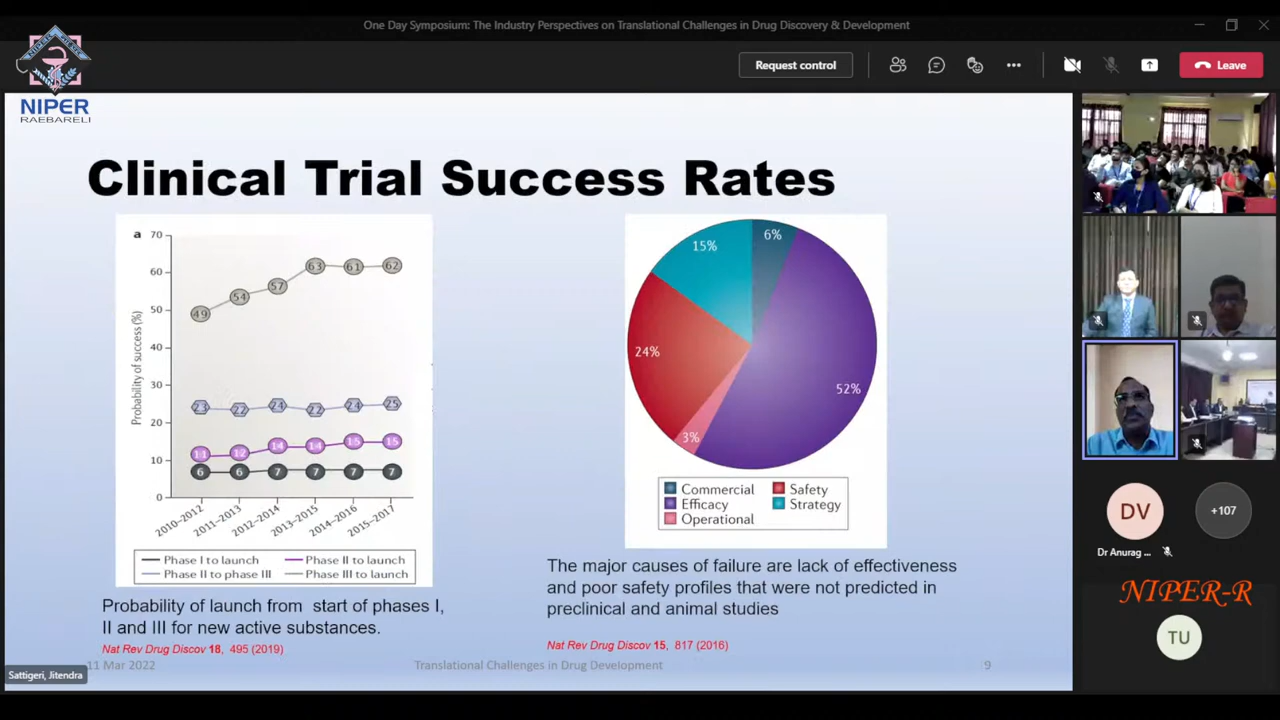 One Day Symposium: The Industry Perspectives on Translational Challenges in Drug Discovery & Development
Request control
Leave
NIPER
RAEBARELI
Clinical Trial Success Rates
a
Probability of success (%)
70
60
50
40
30
20
10
0
49 54 57 63 61 62
23 22 24 22 24 25
11 12 14 14 15 15
6 6 7 7 7 7
2010–2012 2011–2013 2012–2014 2013–2015 2014–2016 2015–2017
Phase I to launch Phase II to launch
Phase II to phase III Phase III to launch
Probability of launch from start of phases I,
II and III for new active substances.
Nat Rev Drug Discov 18, 495 (2019)
6%
15%
24%
52%
3%
Commercial Safety
Efficacy Strategy
Operational
The major causes of failure are lack of effectiveness
and poor safety profiles that were not predicted in
preclinical and animal studies
Nat Rev Drug Discov 15, 817 (2016)
11 Mar 2022 Translational Challenges in Drug Development 9
Sattigeri, Jitendra
DV
+107
Dr Anurag ...
NIPER-R
TU